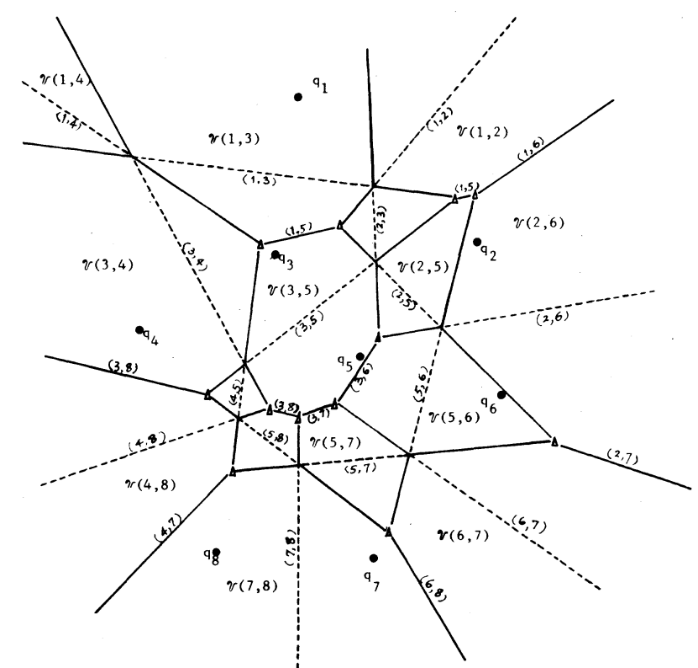 q1
𝒱(1,4)
(1,4)
(1,2)
𝒱(1,2)
𝒱(1,3)
(1,6)
(1,3)
(1,5)
(2,3)
𝒱(2,6)
(1,5)
q2
(3,4)
q3
𝒱(2,5)
𝒱(3,4)
𝒱(3,5)
(2,5)
(3,5)
(2,6)
q4
q5
(3,8)
(3,6)
(5,6)
(4,5)
q6
(3,8)
(3,7)
𝒱(5,6)
(4,8)
(5,8)
𝒱(5,7)
(5,7)
(2,7)
𝒱(4,8)
(4,7)
(6,7)
𝒱(6,7)
q8
(7,8)
q7
𝒱(7,8)
(6,8)